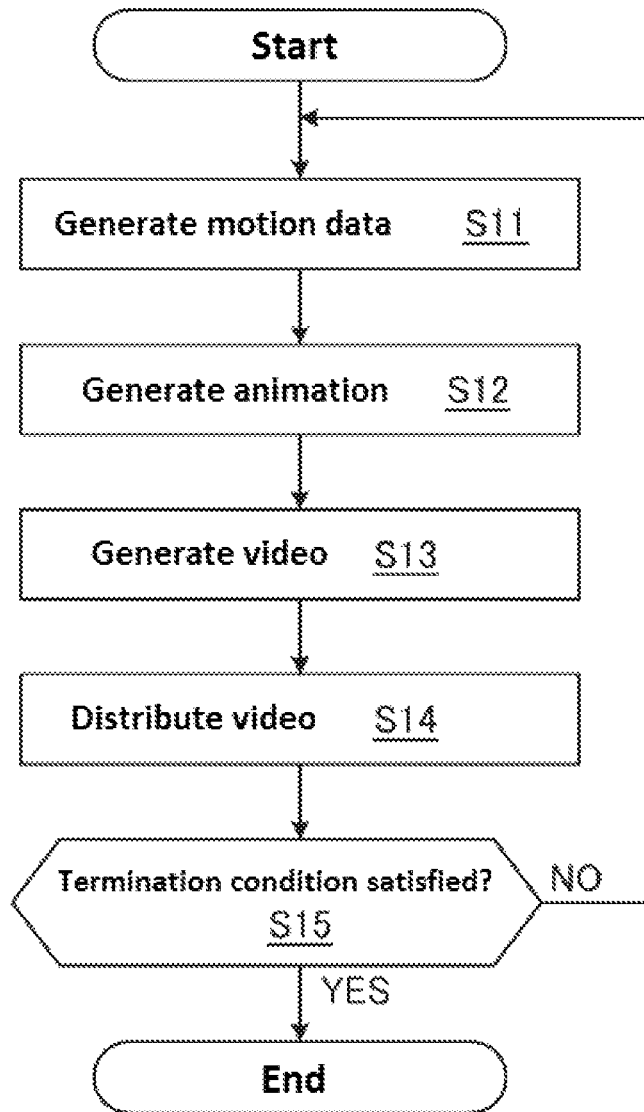 Start
Generate motion data S11
Generate animation S12
Generate video S13
Distribute video S14
Termination condition satisfied?
NO
S15
YES
End